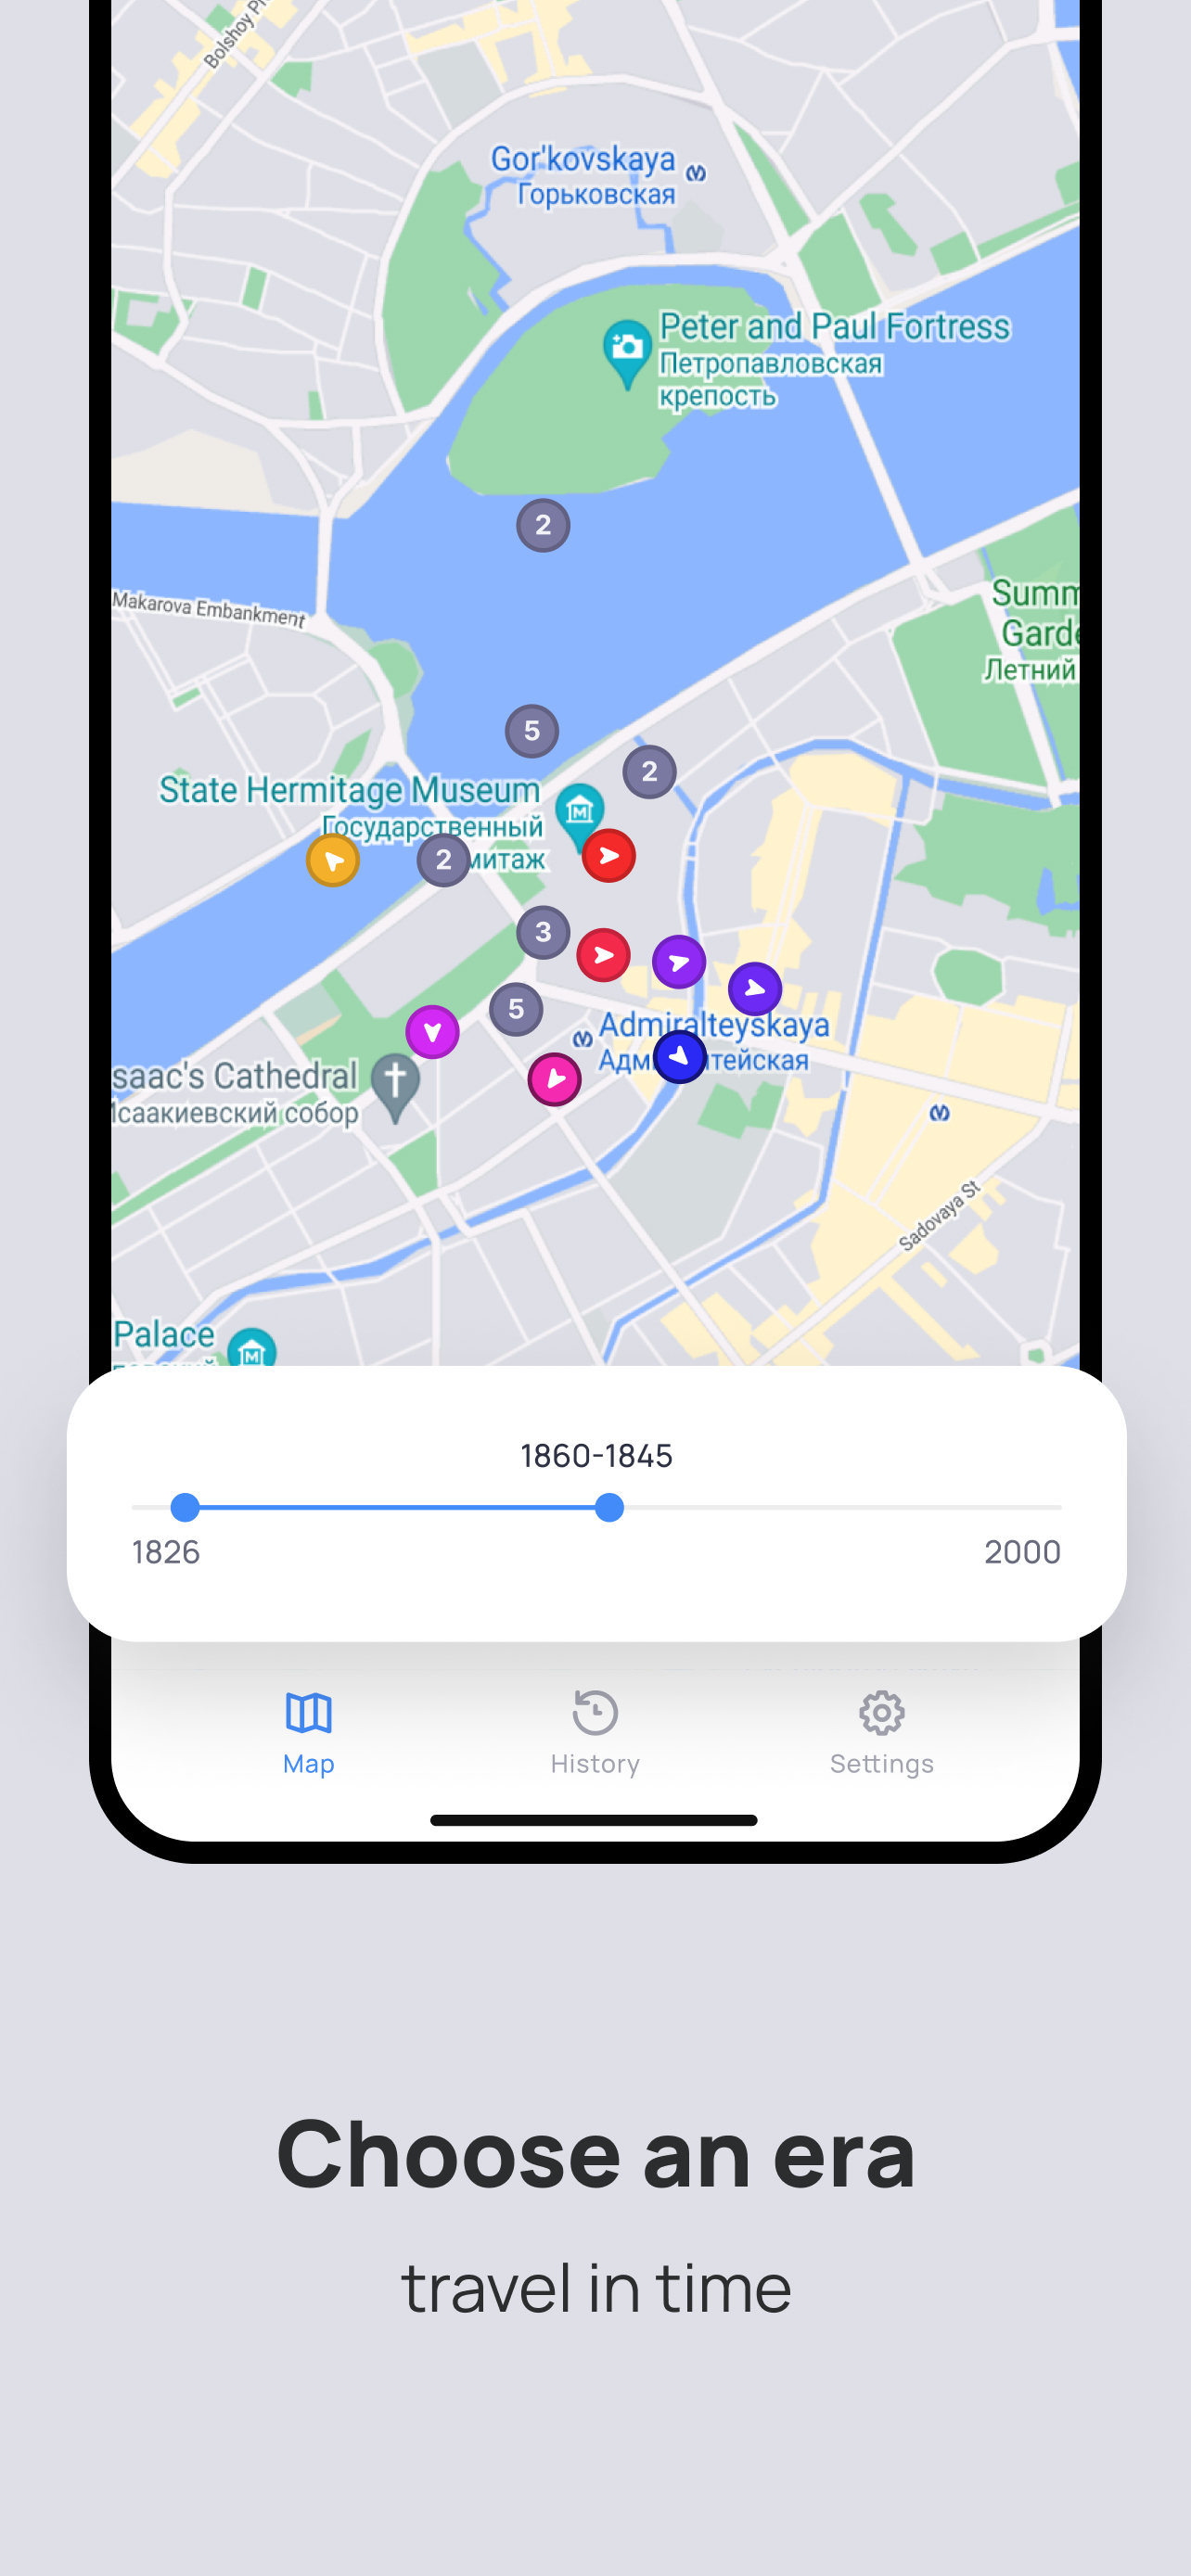 Bolshoy P
Gor'kovskaya
Горьковская
Peter and Paul Fortress
Петропавловская
крепость
2
Makarova Embankment
Summ
Garde
Летний
5
2
State Hermitage Museum
Государственный
митаж
2
3
5
Admiralteyskaya
Адм тейская
saac's Cathedral
Исаакиевский собор
Sadovaya St
Palace
1860-1845
1826
2000
Map
History
Settings
Choose an era
travel in time